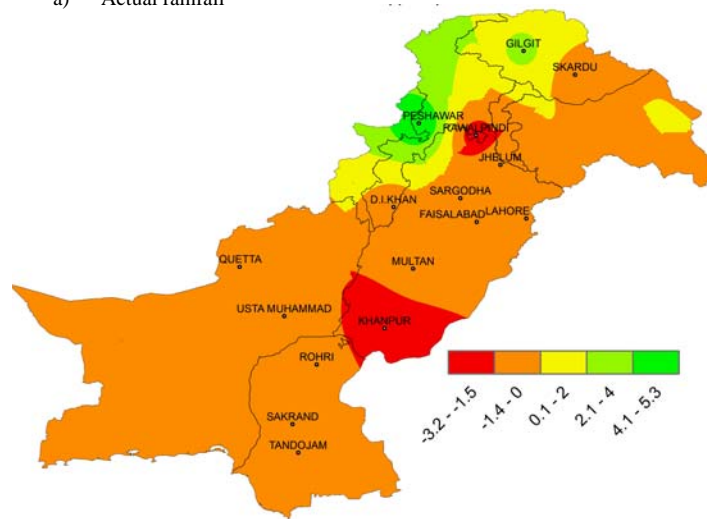 a) Actual rainfall
GILGIT
SKARDU
PESHAWAR
RAWALPINDI
JHELUM
SARGODHA
D.I.KHAN
FAISALABAD
LAHORE
QUETTA
MULTAN
USTA MUHAMMAD
KHANPUR
ROHRI
SAKRAND
TANDOJAM
-3.2 - -1.5
-1.4 - 0
0.1 - 2
2.1 - 4
4.1 - 5.3